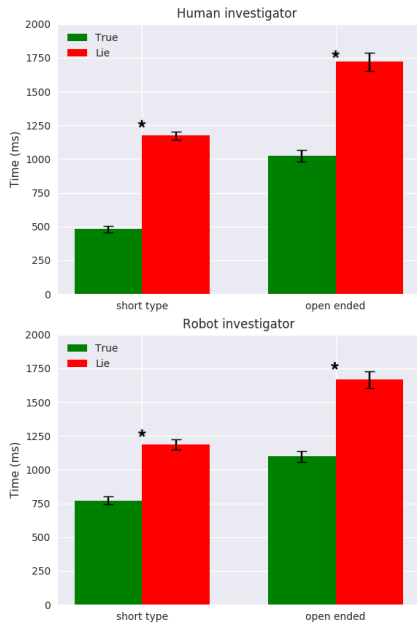 Human investigator
2000
1750
1500
1250
1000
750
500
250
0
Time (ms)
True
Lie
*
*
short type
open ended
Robot investigator
2000
1750
1500
1250
1000
750
500
250
0
Time (ms)
True
Lie
*
*
short type
open ended